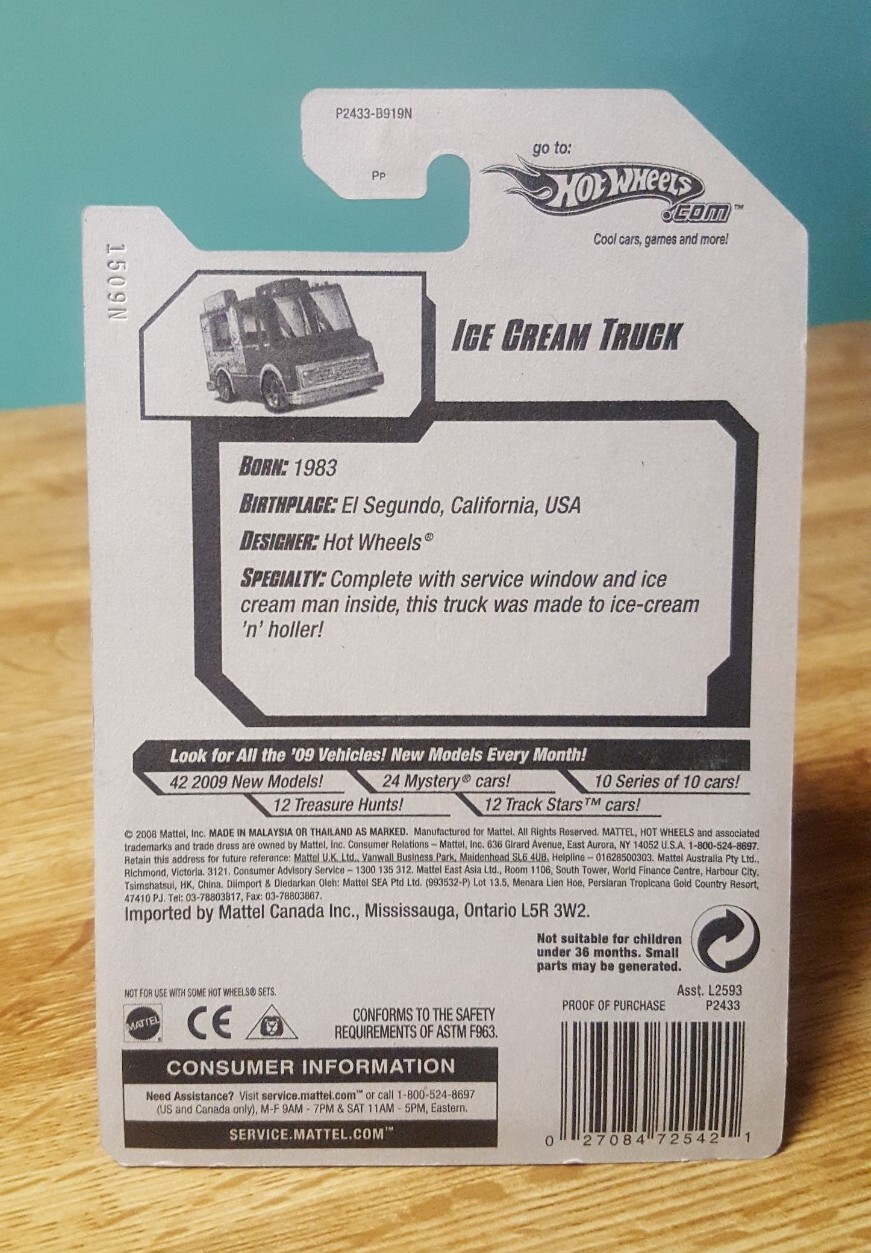 P2433-B919N
PP
go to:
HOT WHEELS
.COM™
Cool cars, games and more!
1509N
ICE CREAM TRUCK
BORN: 1983
BIRTHPLACE: El Segundo, California, USA
DESIGNER: Hot Wheels®
SPECIALTY: Complete with service window and ice
cream man inside, this truck was made to ice-cream
'n' holler!
Look for All the '09 Vehicles! New Models Every Month!
42 2009 New Models! 24 Mystery® cars! 10 Series of 10 cars!
12 Treasure Hunts! 12 Track Stars™ cars!
© 2008 Mattel, Inc. MADE IN MALAYSIA OR THAILAND AS MARKED. Manufactured for Mattel. All Rights Reserved. MATTEL, HOT WHEELS and associated
trademarks and trade dress are owned by Mattel, Inc. Consumer Relations – Mattel, Inc. 636 Girard Avenue, East Aurora, NY 14052 U.S.A. 1-800-524-8697.
Retain this address for future reference: Mattel U.K. Ltd., Vanwall Business Park, Maidenhead SL6 4UB. Helpline – 01628500303. Mattel Australia Pty Ltd.,
Richmond, Victoria. 3121. Consumer Advisory Service – 1300 135 312. Mattel East Asia Ltd., Room 1106, South Tower, World Finance Centre, Harbour City,
Tsimshatsui, HK, China. Diimport & Diedarkan Oleh: Mattel SEA Ptd Ltd. (993532-P) Lot 13.5, Menara Lien Hoe, Persiaran Tropicana Gold Country Resort,
47410 PJ. Tel: 03-78803817, Fax: 03-78803867.
Imported by Mattel Canada Inc., Mississauga, Ontario L5R 3W2.
Not suitable for children
under 36 months. Small
parts may be generated.
NOT FOR USE WITH SOME HOT WHEELS® SETS.
Asst. L2593
PROOF OF PURCHASE P2433
MATTEL
CE
CONFORMS TO THE SAFETY
REQUIREMENTS OF ASTM F963.
CONSUMER INFORMATION
Need Assistance? Visit service.mattel.com™ or call 1-800-524-8697
(US and Canada only), M-F 9AM - 7PM & SAT 11AM - 5PM, Eastern.
SERVICE.MATTEL.COM™
0 27084 72542 1